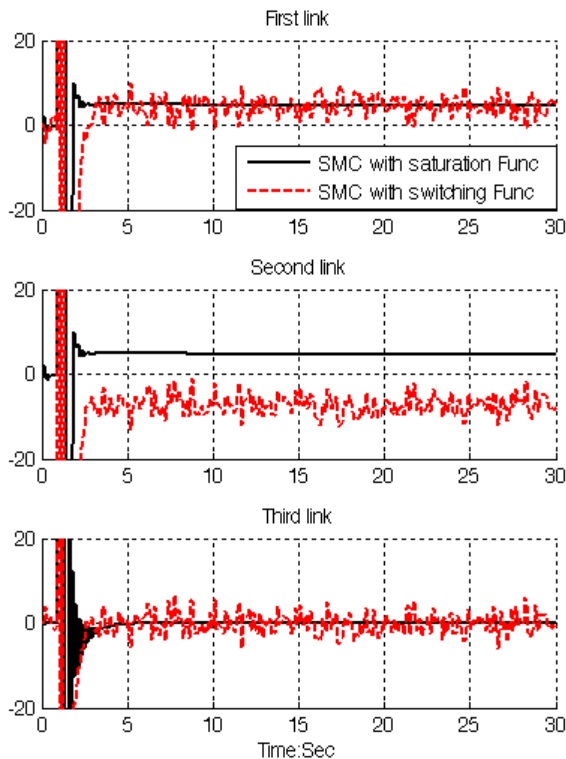 First link
20
0
-20
SMC with saturation Func
SMC with switching Func
0 5 10 15 20 25 30
Second link
20
0
-20
0 5 10 15 20 25 30
Third link
20
0
-20
0 5 10 15 20 25 30
Time:Sec